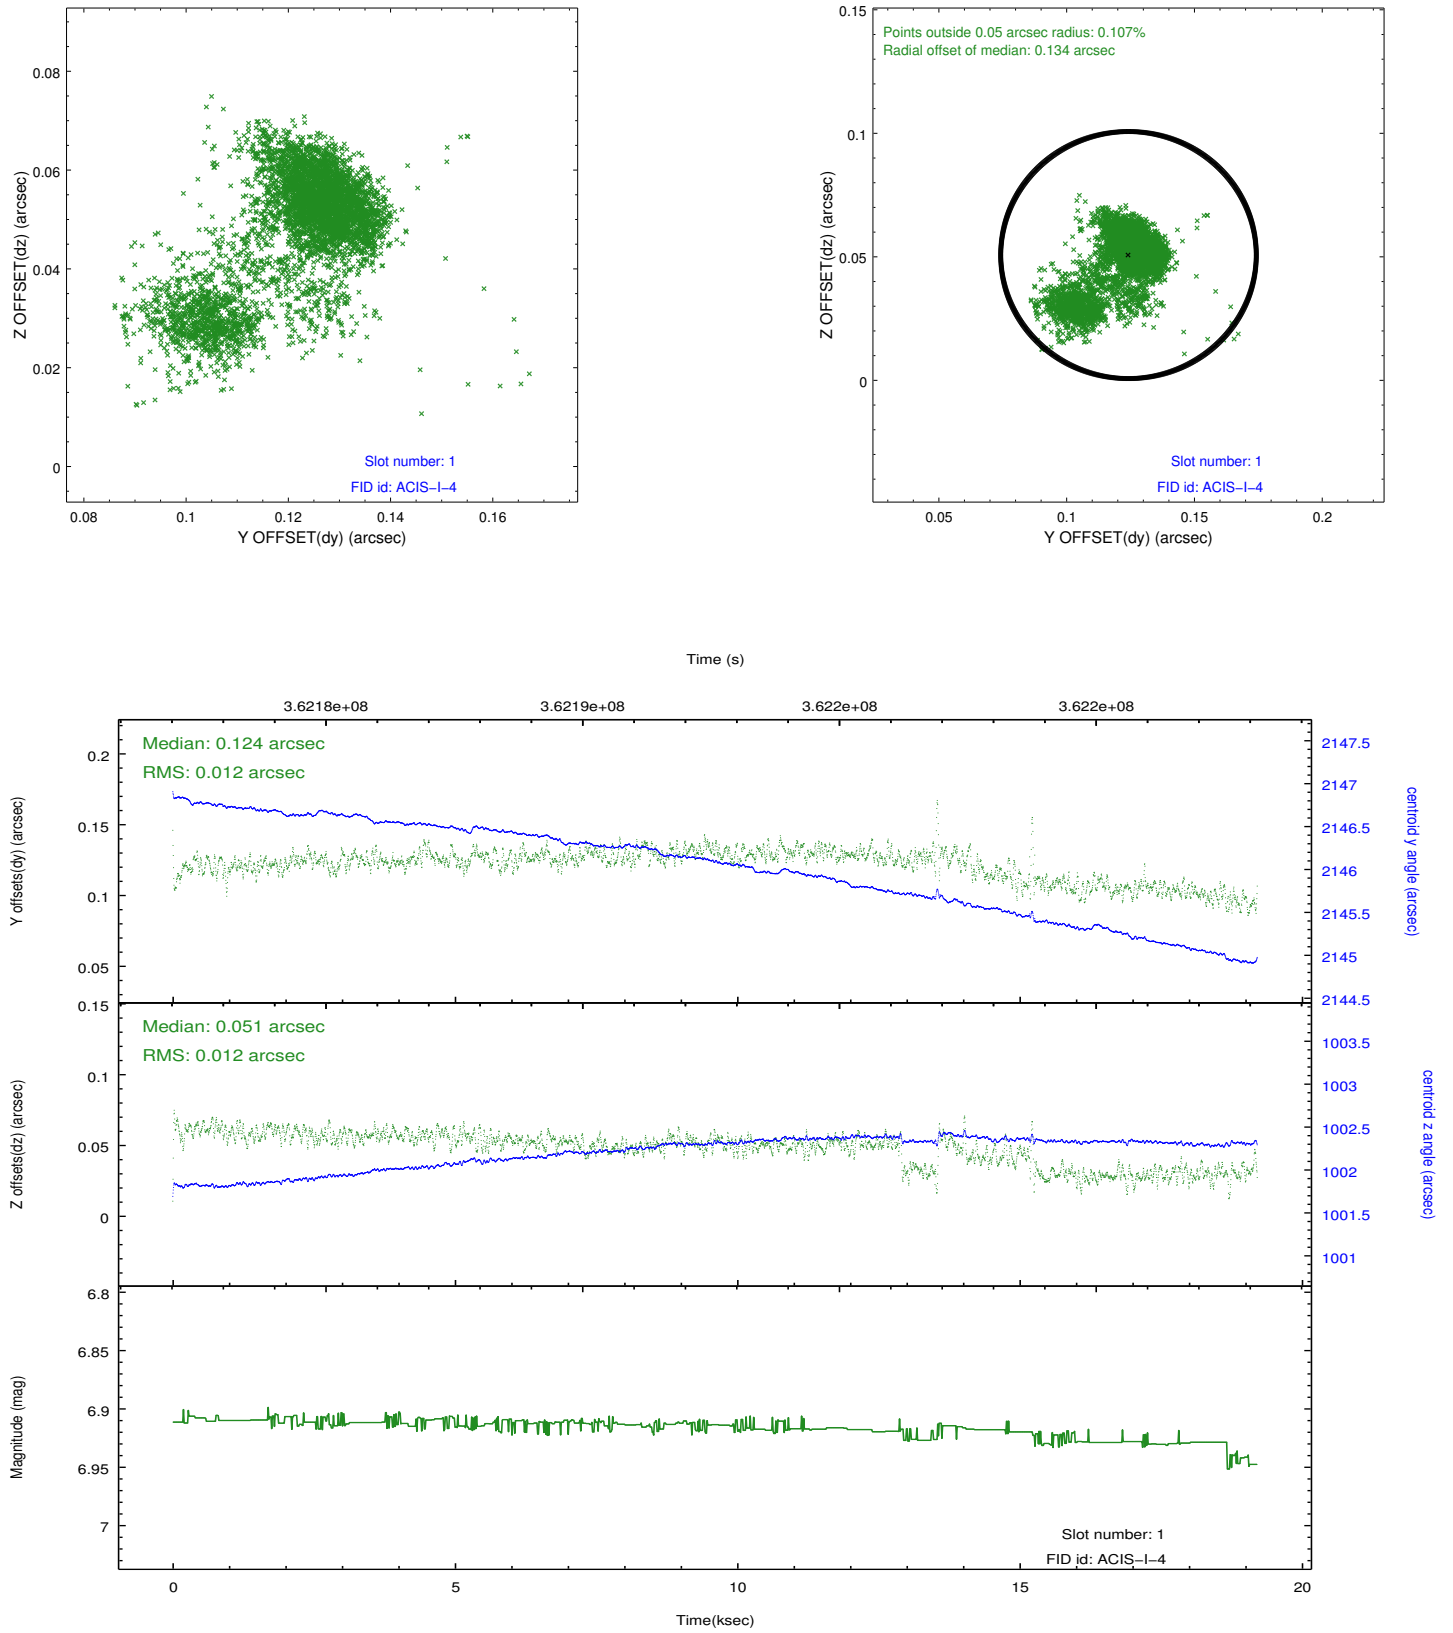 0.08
0.06
0.04
0.02
0
Z OFFSET(dz) (arcsec)
Slot number: 1
FID id: ACIS−I−4
0.08
0.1
0.12
0.14
0.16
Y OFFSET(dy) (arcsec)
0.15
0.1
0.05
0
Z OFFSET(dz) (arcsec)
Points outside 0.05 arcsec radius: 0.107%
Radial offset of median: 0.134 arcsec
Slot number: 1
FID id: ACIS−I−4
0.05
0.1
0.15
0.2
Y OFFSET(dy) (arcsec)
Time (s)
3.6218e+08
3.6219e+08
3.622e+08
3.622e+08
Median: 0.124 arcsec
RMS: 0.012 arcsec
0.2
0.15
0.1
0.05
Y offsets(dy) (arcsec)
2147.5
2147
2146.5
2146
2145.5
2145
2144.5
centroid y angle (arcsec)
Median: 0.051 arcsec
RMS: 0.012 arcsec
0.15
0.1
0.05
0
Z offsets(dz) (arcsec)
1003.5
1003
1002.5
1002
1001.5
1001
centroid z angle (arcsec)
6.8
6.85
6.9
6.95
7
Magnitude (mag)
Slot number: 1
FID id: ACIS−I−4
0
5
10
15
20
Time(ksec)